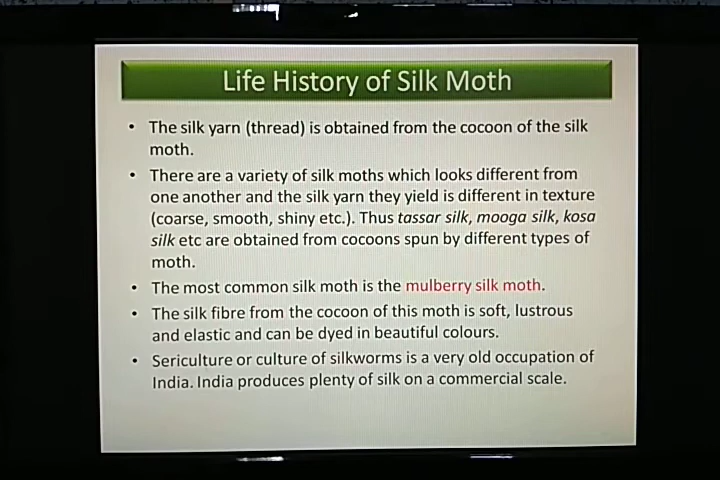 Life History of Silk Moth
• The silk yarn (thread) is obtained from the cocoon of the silk
moth.
• There are a variety of silk moths which looks different from
one another and the silk yarn they yield is different in texture
(coarse, smooth, shiny etc.). Thus tassar silk, mooga silk, kosa
silk etc are obtained from cocoons spun by different types of
moth.
• The most common silk moth is the mulberry silk moth.
• The silk fibre from the cocoon of this moth is soft, lustrous
and elastic and can be dyed in beautiful colours.
• Sericulture or culture of silkworms is a very old occupation of
India. India produces plenty of silk on a commercial scale.